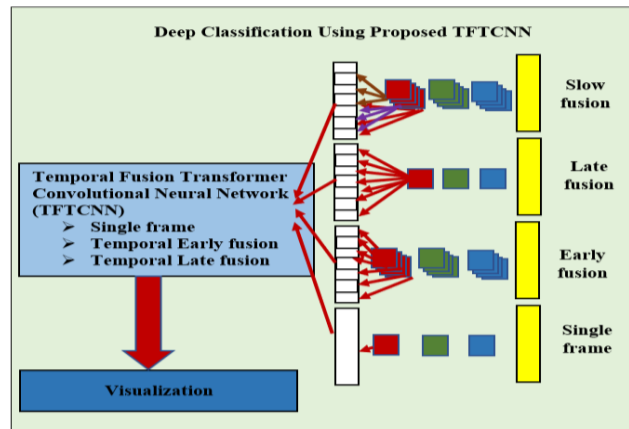 Deep Classification Using Proposed TFTCNN
Slow
fusion
Late
fusion
Temporal Fusion Transformer
Convolutional Neural Network
(TFTCNN)
➢ Single frame
➢ Temporal Early fusion
➢ Temporal Late fusion
Early
fusion
Single
frame
Visualization